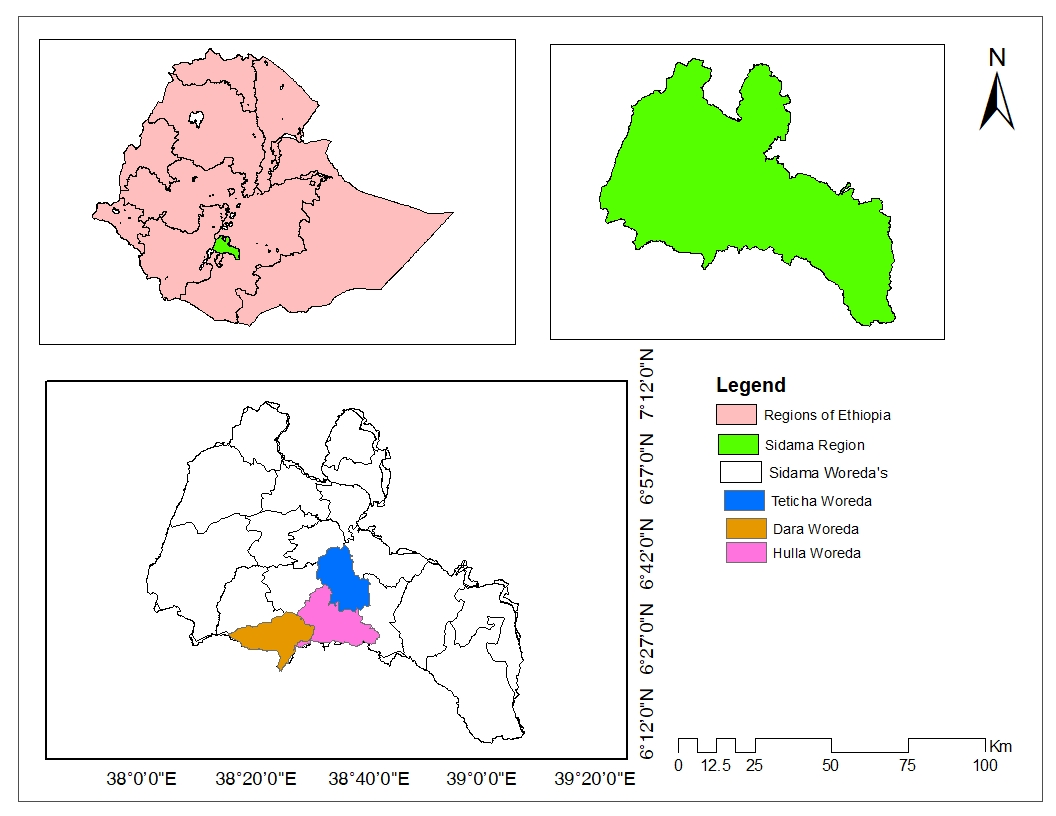 N
Legend
Regions of Ethiopia
Sidama Region
Sidama Woreda's
Teticha Woreda
Dara Woreda
Hulla Woreda
7°12'0"N
6°57'0"N
6°42'0"N
6°27'0"N
6°12'0"N
38°0'0"E 38°20'0"E 38°40'0"E 39°0'0"E 39°20'0"E
Km
0 12.5 25 50 75 100